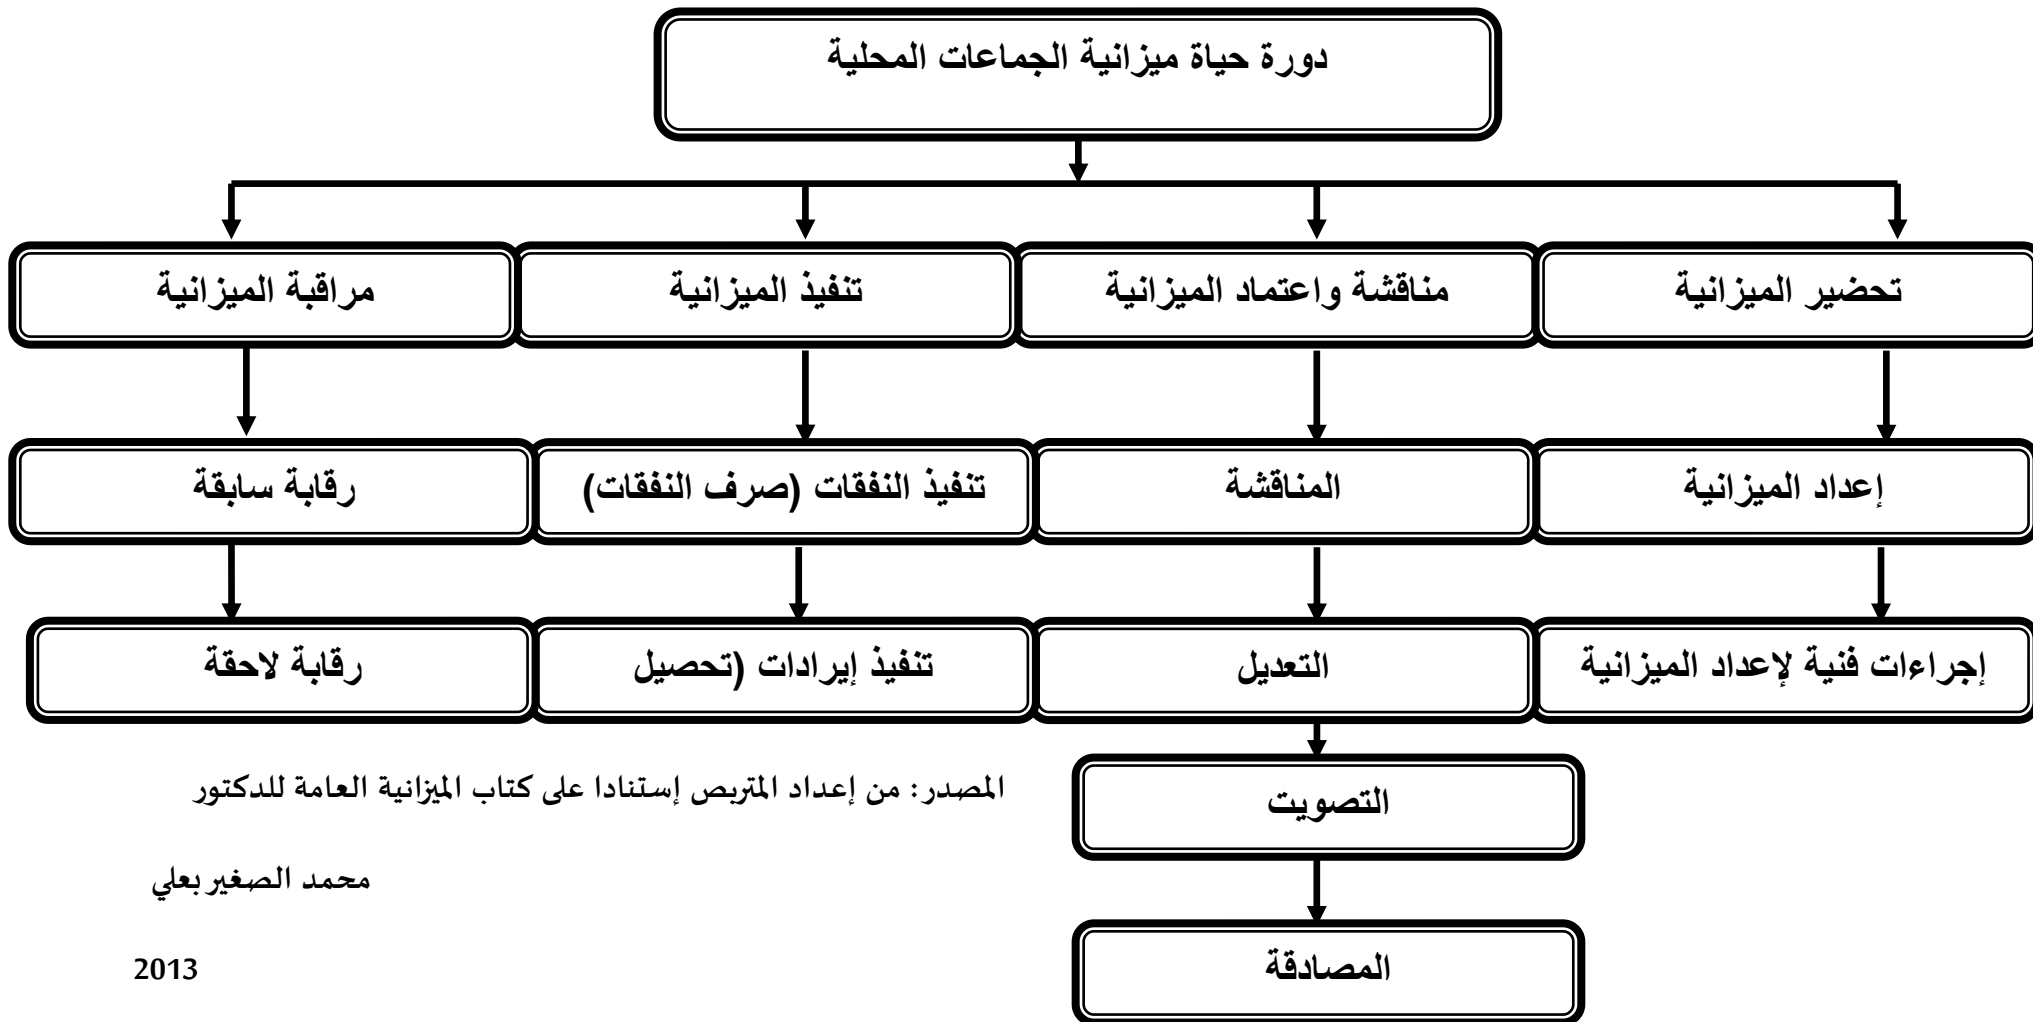 دورة حياة ميزانية الجماعات المحلية
تحضير الميزانية
مناقشة واعتماد الميزانية
تنفيذ الميزانية
مراقبة الميزانية
إعداد الميزانية
المناقشة
تنفيذ النفقات (صرف النفقات)
رقابة سابقة
إجراءات فنية لإعداد الميزانية
التعديل
تنفيذ إيرادات (تحصيل
رقابة لاحقة
التصويت
المصادقة
المصدر: من إعداد المتربص إستنادا على كتاب الميزانية العامة للدكتور
محمد الصغير بعلي
2013